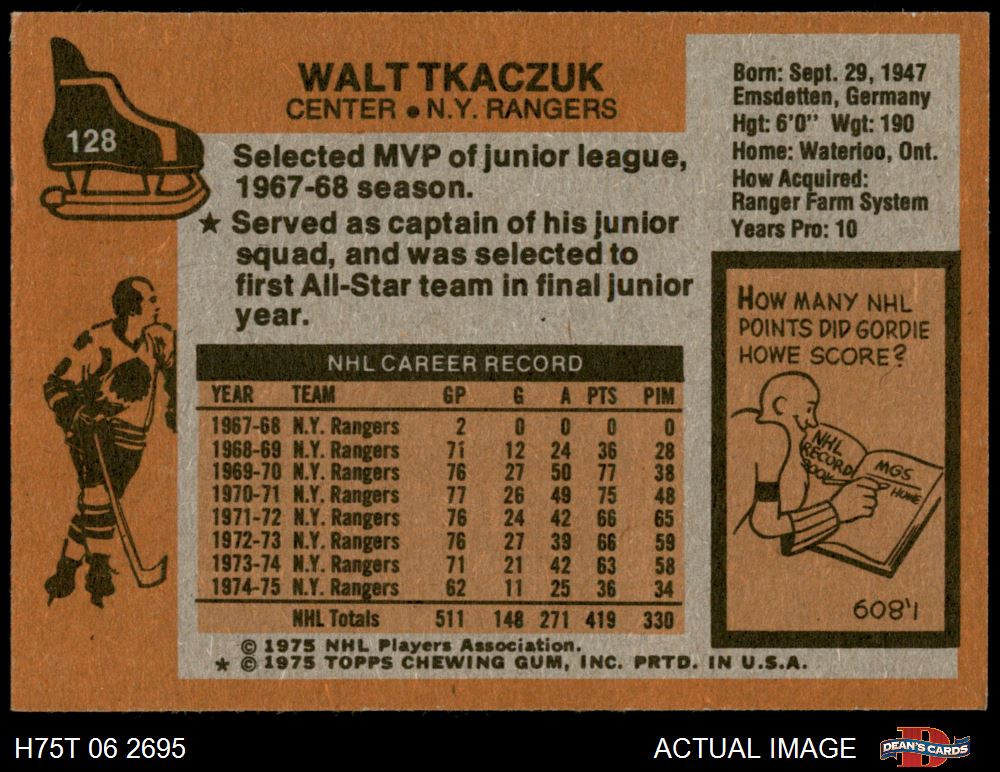 128
WALT TKACZUK
CENTER • N.Y. RANGERS
Selected MVP of junior league,
1967-68 season.
★ Served as captain of his junior
squad, and was selected to
first All-Star team in final junior
year.
Born: Sept. 29, 1947
Emsdetten, Germany
Hgt: 6'0" Wgt: 190
Home: Waterloo, Ont.
How Acquired:
Ranger Farm System
Years Pro: 10
NHL CAREER RECORD
YEAR TEAM GP G A PTS PIM
1967-68 N.Y. Rangers 2 0 0 0 0
1968-69 N.Y. Rangers 71 12 24 36 28
1969-70 N.Y. Rangers 76 27 50 77 38
1970-71 N.Y. Rangers 77 26 49 75 48
1971-72 N.Y. Rangers 76 24 42 66 65
1972-73 N.Y. Rangers 76 27 39 66 59
1973-74 N.Y. Rangers 71 21 42 63 58
1974-75 N.Y. Rangers 62 11 25 36 34
NHL Totals 511 148 271 419 330
HOW MANY NHL
POINTS DID GORDIE
HOWE SCORE?
NHL
RECORD
BOOK
MGS
HOWE
1,809
© 1975 NHL Players Association.
★ © 1975 TOPPS CHEWING GUM, INC. PRTD. IN U.S.A.
H75T 06 2695
ACTUAL IMAGE
D
DEAN'S CARDS